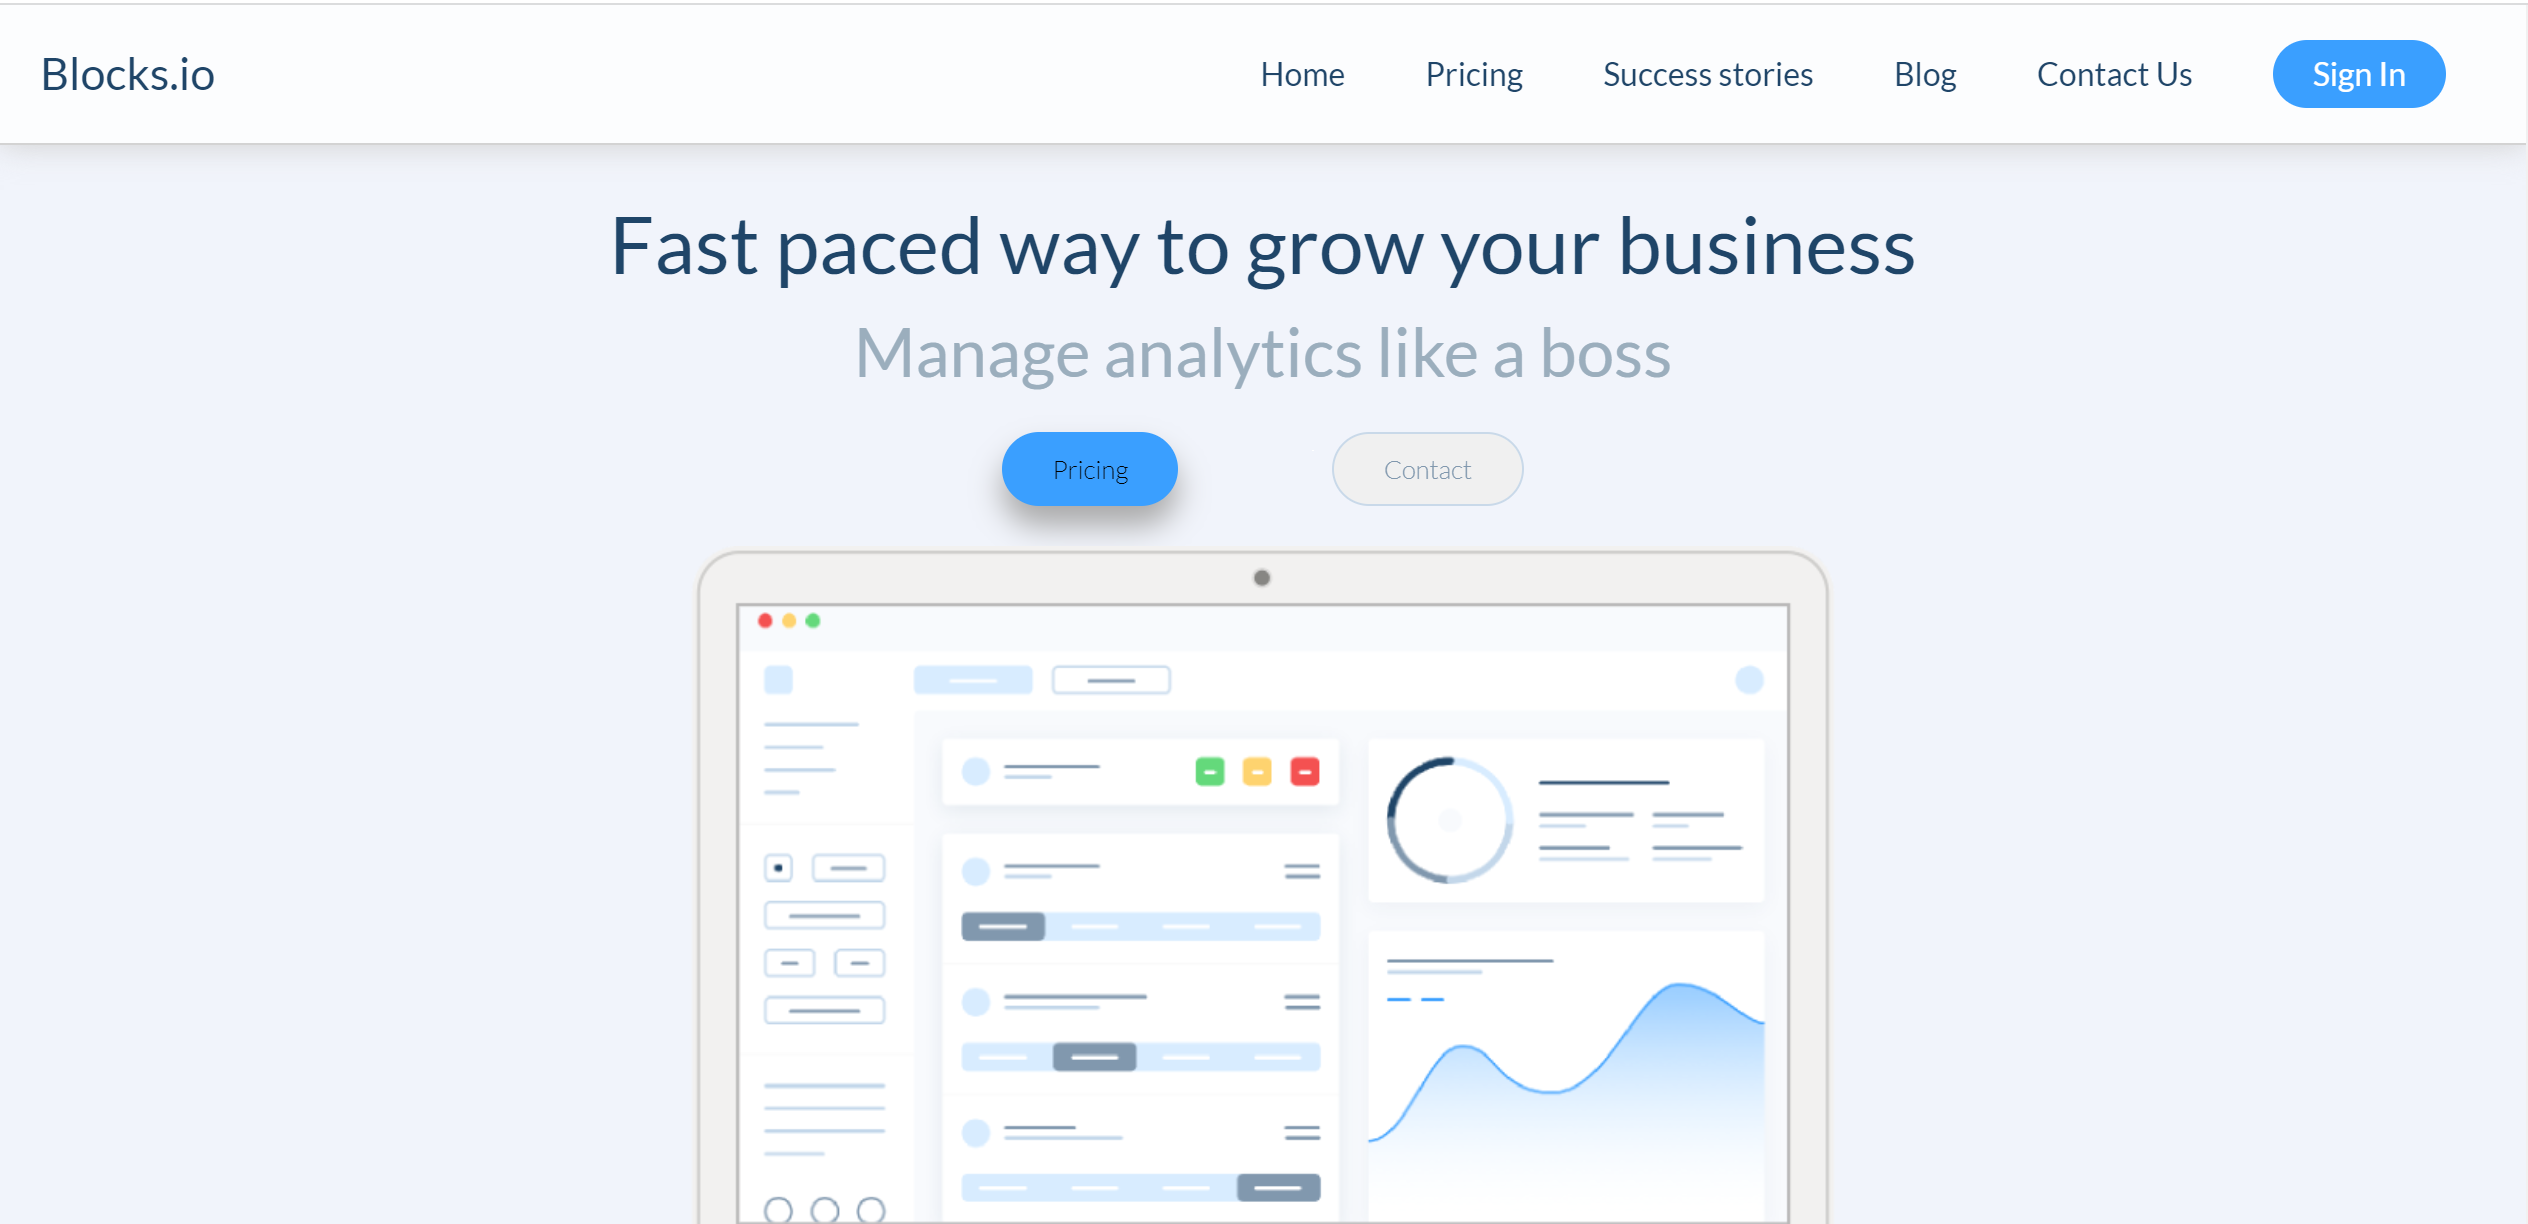 Blocks.io Home Pricing Success stories Blog Contact Us Sign In
Fast paced way to grow your business
Manage analytics like a boss
Pricing Contact